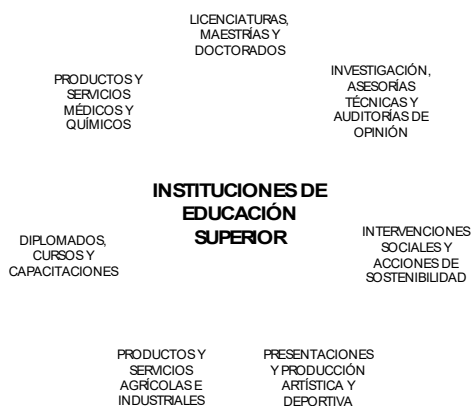 LICENCIATURAS,
MAESTRÍAS Y
DOCTORADOS
PRODUCTOS Y
SERVICIOS
MÉDICOS Y
QUÍMICOS
INVESTIGACIÓN,
ASESORÍAS
TÉCNICAS Y
AUDITORÍAS DE
OPINIÓN
INSTITUCIONES DE
EDUCACIÓN
SUPERIOR
DIPLOMADOS,
CURSOS Y
CAPACITACIONES
INTERVENCIONES
SOCIALES Y
ACCIONES DE
SOSTENIBILIDAD
PRODUCTOS Y
SERVICIOS
AGRÍCOLAS E
INDUSTRIALES
PRESENTACIONES
Y PRODUCCIÓN
ARTÍSTICA Y
DEPORTIVA